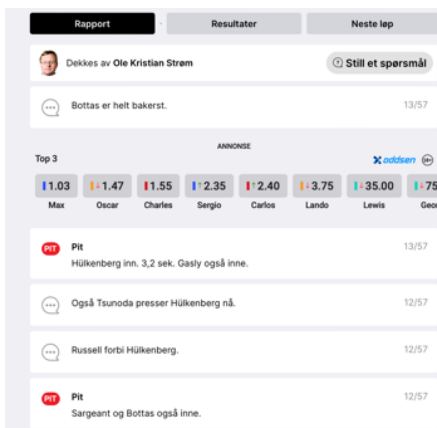 Rapport
Resultater
Neste løp
Dekkes av Ole Kristian Strøm
Still et spørsmål
Bottas er helt bakerst.
13/57
ANNONSE
Top 3
oddsen
18+
1.03
1.47
1.55
2.35
2.40
3.75
35.00
75
Max
Oscar
Charles
Sergio
Carlos
Lando
Lewis
Geor
PIT
Pit
13/57
Hülkenberg inn. 3,2 sek. Gasly også inne.
Også Tsunoda presser Hülkenberg nå.
12/57
Russell forbi Hülkenberg.
12/57
PIT
Pit
12/57
Sargeant og Bottas også inne.